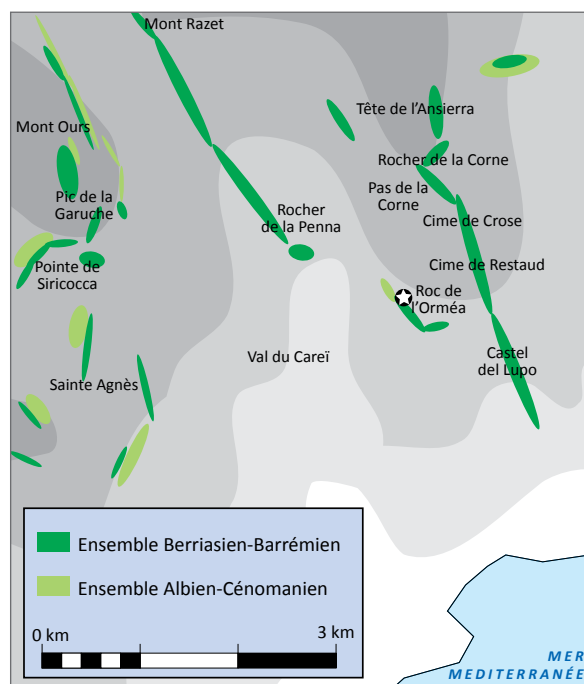 Mont Razet
Tête de l'Ansierra
Mont Ours
Rocher de la Corne
Pic de la
Garuche
Pas de la
Corne
Rocher
de la Penna
Cime de Crose
Pointe de
Siricocca
Cime de Restaud
Roc de
l'Orméa
Val du Careï
Castel
del Lupo
Sainte Agnès
Ensemble Berriasien-Barrémien
Ensemble Albien-Cénomanien
0 km
3 km
MER
MEDITERRANÉE